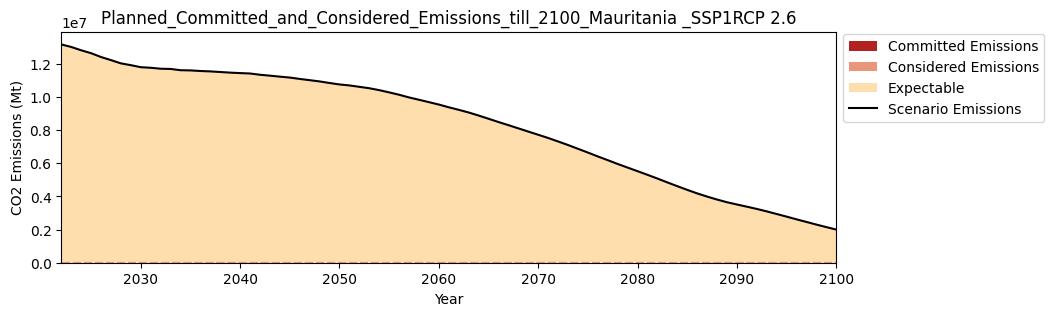 Planned_Committed_and_Considered_Emissions_till_2100_Mauritania _SSP1RCP 2.6
1e7
CO2 Emissions (Mt)
1.2
1.0
0.8
0.6
0.4
0.2
0.0
2030 2040 2050 2060 2070 2080 2090 2100
Year
Committed Emissions
Considered Emissions
Expectable
Scenario Emissions